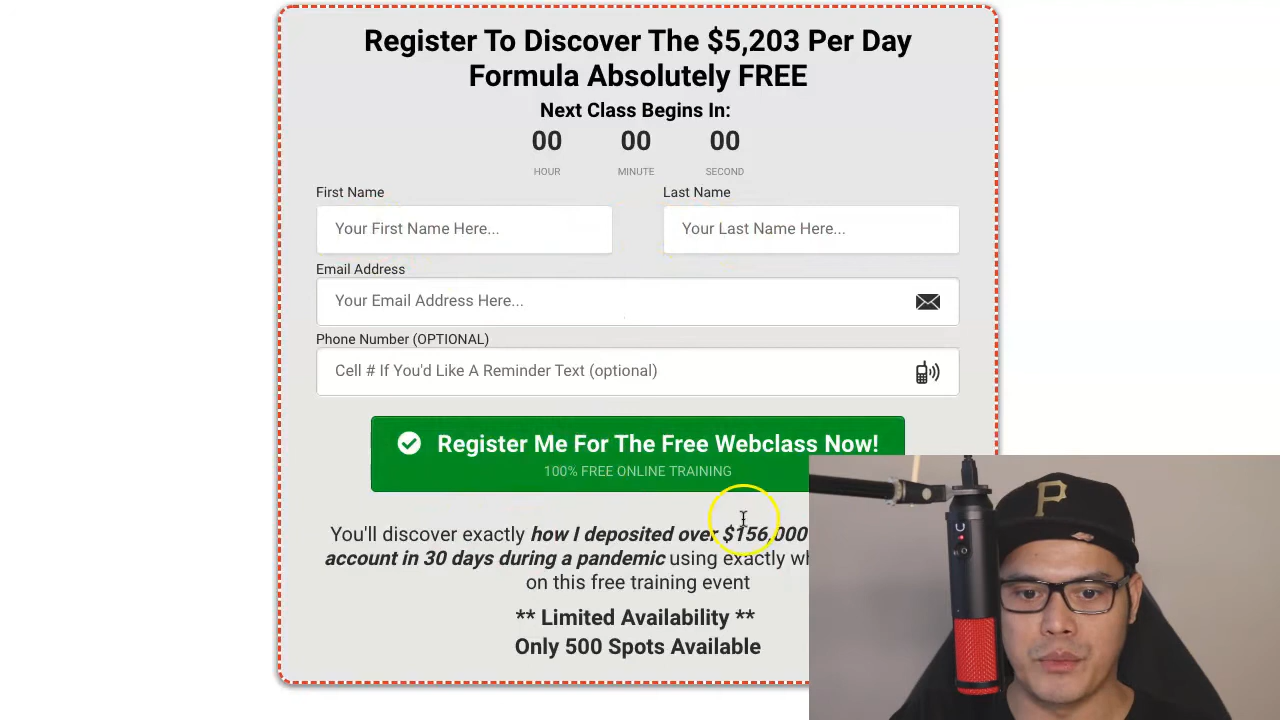 Register To Discover The $5,203 Per Day
Formula Absolutely FREE
Next Class Begins In:
00 00 00
HOUR MINUTE SECOND
First Name Last Name
Your First Name Here... Your Last Name Here...
Email Address
Your Email Address Here...
Phone Number (OPTIONAL)
Cell # If You'd Like A Reminder Text (optional)
Register Me For The Free Webclass Now!
100% FREE ONLINE TRAINING
You'll discover exactly how I deposited over $156,000
account in 30 days during a pandemic using exactly
on this free training event
** Limited Availability **
Only 500 Spots Available
P